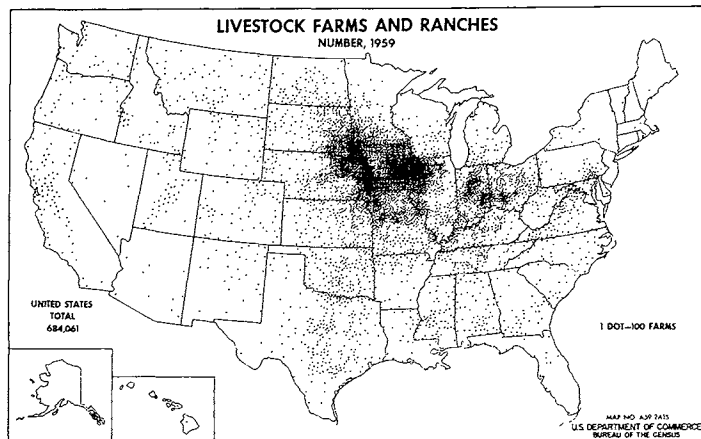 LIVESTOCK FARMS AND RANCHES
NUMBER, 1959
UNITED STATES
TOTAL
684,061
1 DOT—100 FARMS
MAP NO. A59 2A15
U.S. DEPARTMENT OF COMMERCE
BUREAU OF THE CENSUS